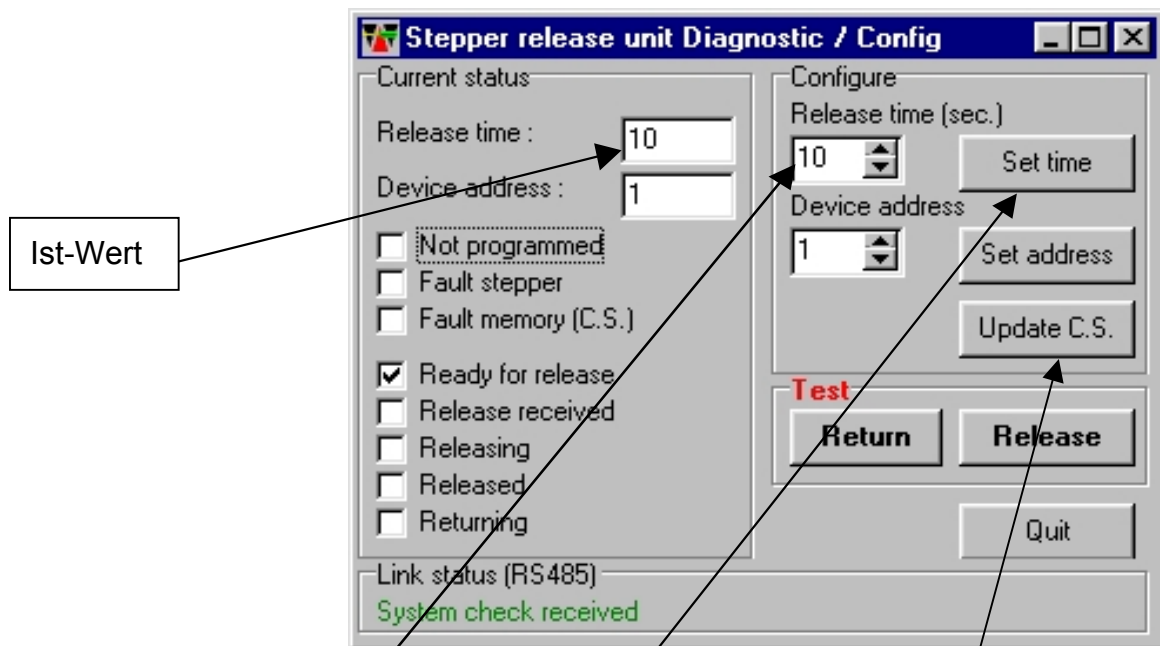 Stepper release unit Diagnostic / Config
Ist-Wert
Current status
Release time :
10
Device address :
1
Not programmed
Fault stepper
Fault memory (C.S.)
Ready for release
Release received
Releasing
Released
Returning
Configure
Release time (sec.)
10
Set time
Device address
1
Set address
Update C.S.
Test
Return
Release
Quit
Link status (RS485)
System check received